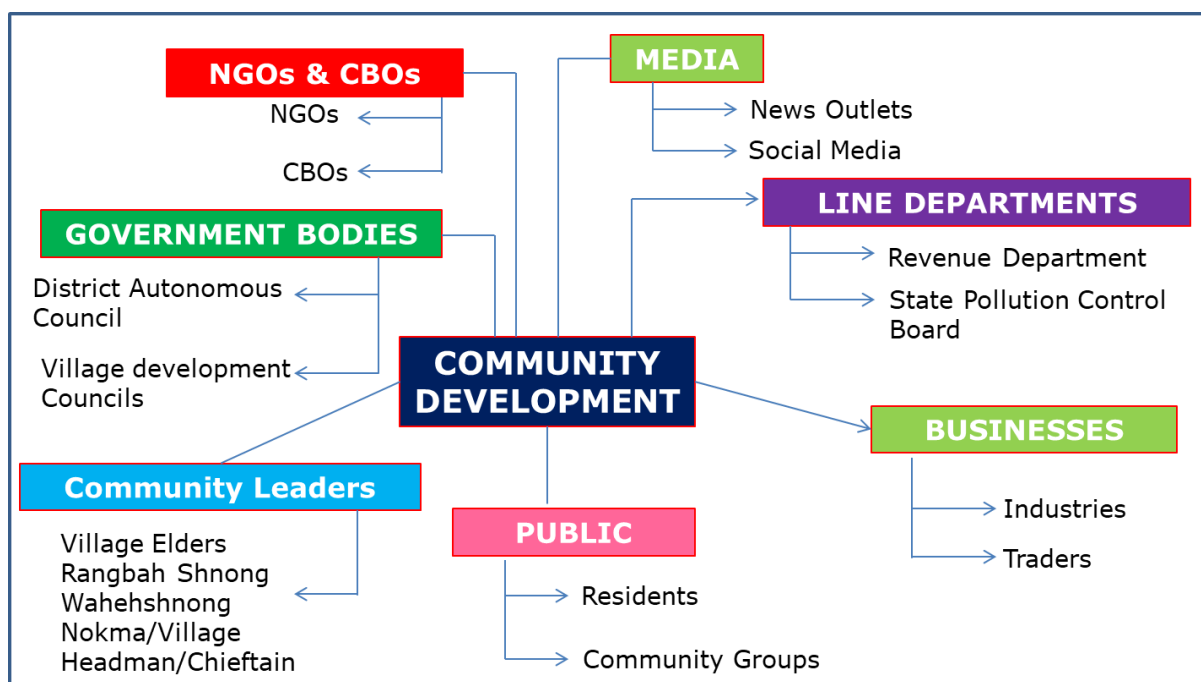 NGOs & CBOs
NGOs
CBOs
MEDIA
News Outlets
Social Media
GOVERNMENT BODIES
District Autonomous
Council
Village development
Councils
LINE DEPARTMENTS
Revenue Department
State Pollution Control
Board
COMMUNITY
DEVELOPMENT
BUSINESSES
Industries
Traders
Community Leaders
Village Elders
Rangbah Shnong
Wahehshnong
Nokma/Village
Headman/Chieftain
PUBLIC
Residents
Community Groups